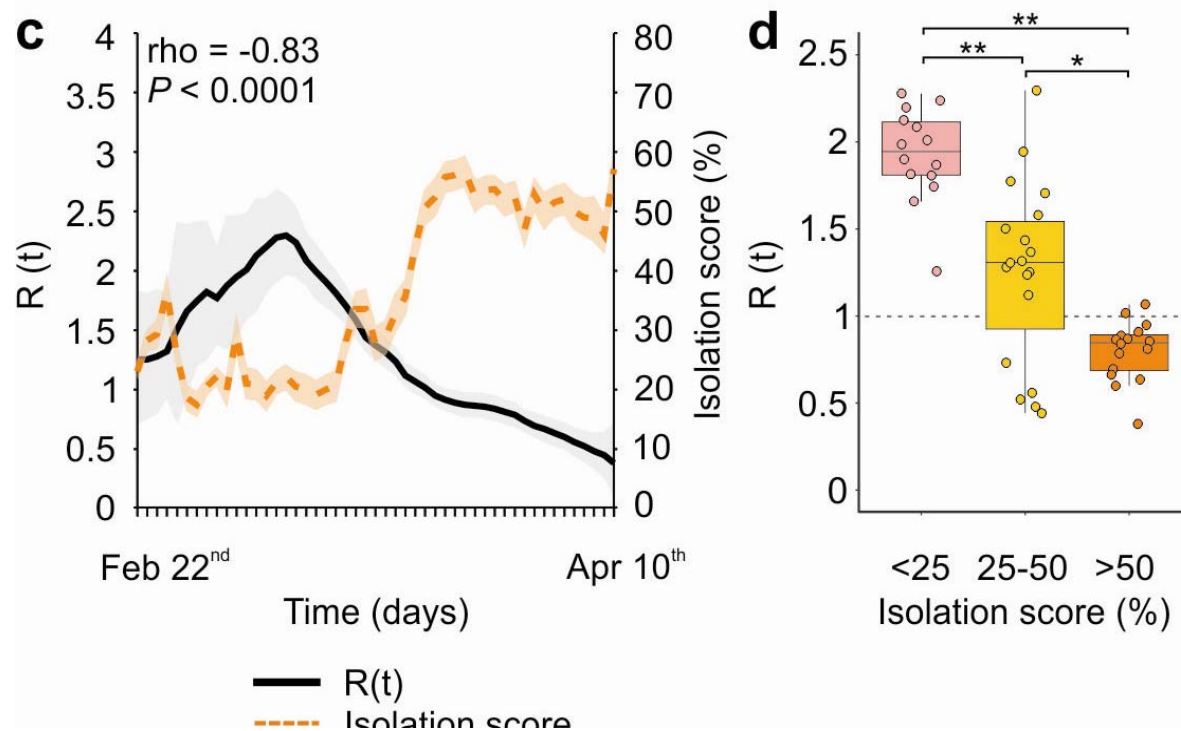 c
rho = -0.83
P < 0.0001
R (t)
4
3.5
3
2.5
2
1.5
1
0.5
0
80
70
60
50
40
30
20
10
0
Isolation score (%)
Feb 22nd
Apr 10th
Time (days)
R(t)
Isolation score
d
R (t)
2.5
2
1.5
1
0.5
0
**
**
*
<25 25-50 >50
Isolation score (%)